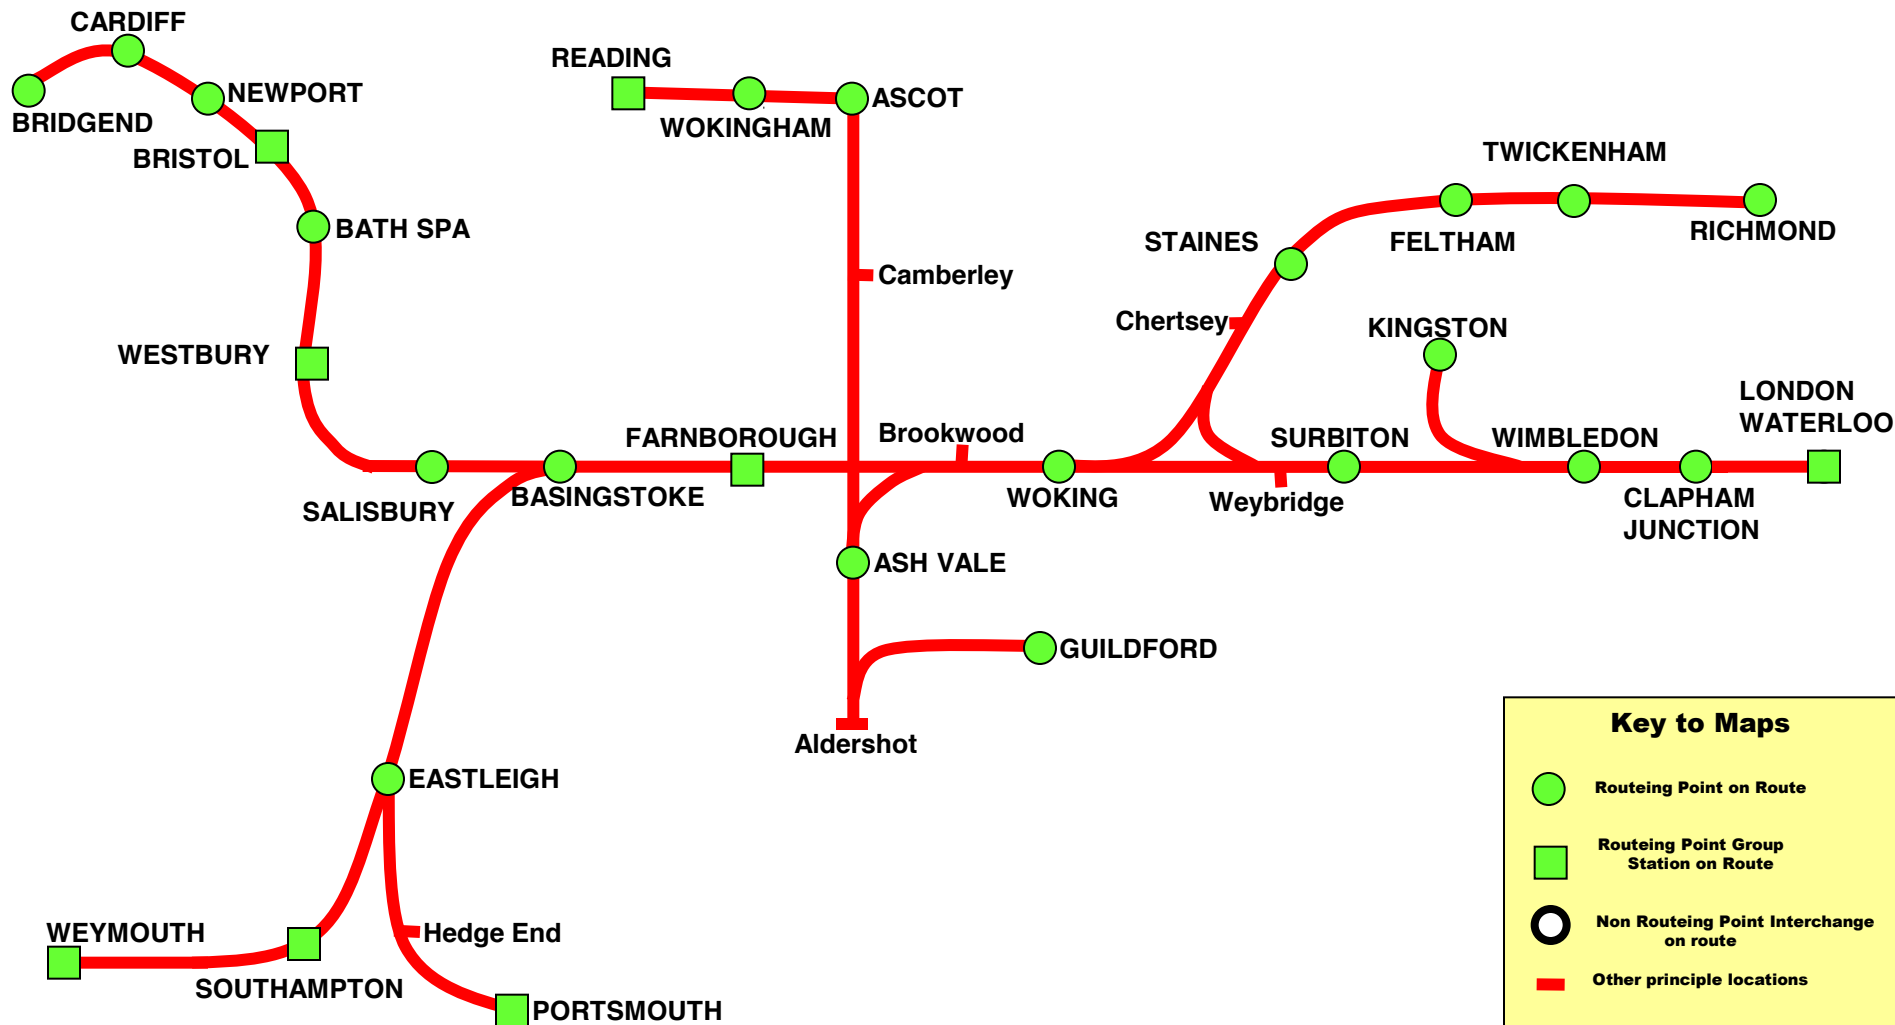 CARDIFF
READING
NEWPORT
ASCOT
BRIDGEND
WOKINGHAM
BRISTOL
TWICKENHAM
BATH SPA
STAINES
FELTHAM
RICHMOND
Camberley
Chertsey
KINGSTON
WESTBURY
LONDON
WATERLOO
FARNBOROUGH
Brookwood
SURBITON
WIMBLEDON
SALISBURY
BASINGSTOKE
WOKING
Weybridge
CLAPHAM
JUNCTION
ASH VALE
GUILDFORD
Aldershot
EASTLEIGH
WEYMOUTH
Hedge End
SOUTHAMPTON
PORTSMOUTH
Key to Maps
Routeing Point on Route
Routeing Point Group
Station on Route
Non Routeing Point Interchange
on route
Other principle locations